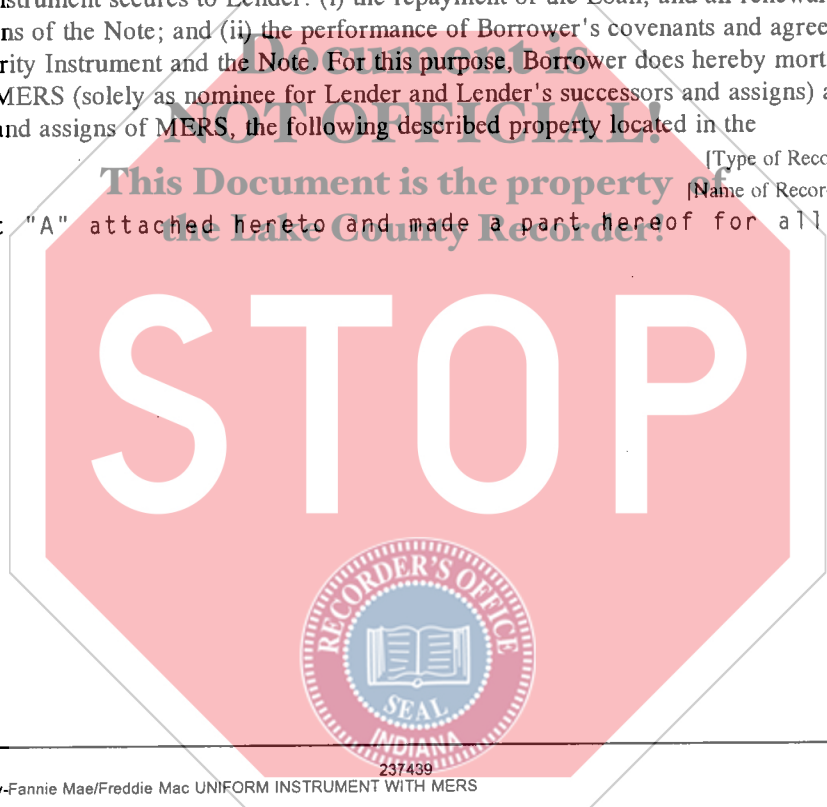 nstrument secures to Lender: (i) the repayment of the Loan, and all renewa
ns of the Note; and (ii) the performance of Borrower's covenants and agree
rity Instrument and the Note. For this purpose, Borrower does hereby mort
MERS (solely as nominee for Lender and Lender's successors and assigns) a
and assigns of MERS, the following described property located in the
[Type of Reco
[Name of Recor
"A" attached hereto and made a part hereof for all
Document is
NOT OFFICIAL!
This Document is the property of
the Lake County Recorder!
STOP
RECORDER'S OFFICE
SEAL
INDIANA
237439
-Fannie Mae/Freddie Mac UNIFORM INSTRUMENT WITH MERS